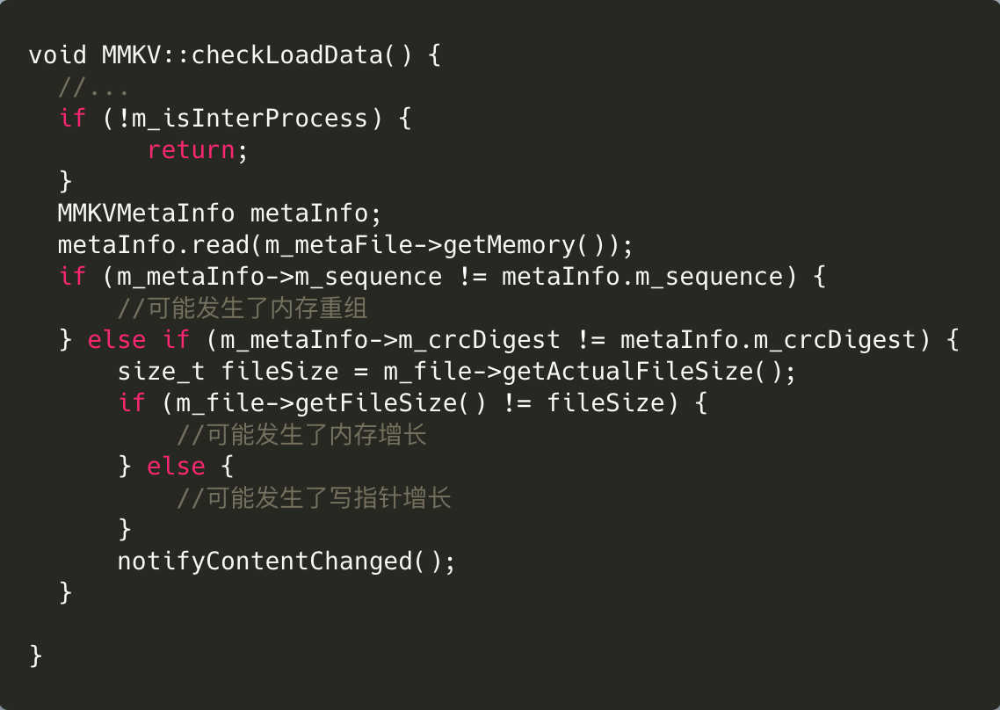 void MMKV::checkLoadData() {
  //...
  if (!m_isInterProcess) {
        return;
  }
  MMKVMetaInfo metaInfo;
  metaInfo.read(m_metaFile->getMemory());
  if (m_metaInfo->m_sequence != metaInfo.m_sequence) {
      //可能发生了内存重组
  } else if (m_metaInfo->m_crcDigest != metaInfo.m_crcDigest) {
      size_t fileSize = m_file->getActualFileSize();
      if (m_file->getFileSize() != fileSize) {
          //可能发生了内存增长
      } else {
          //可能发生了写指针增长
      }
      notifyContentChanged();
  }
}